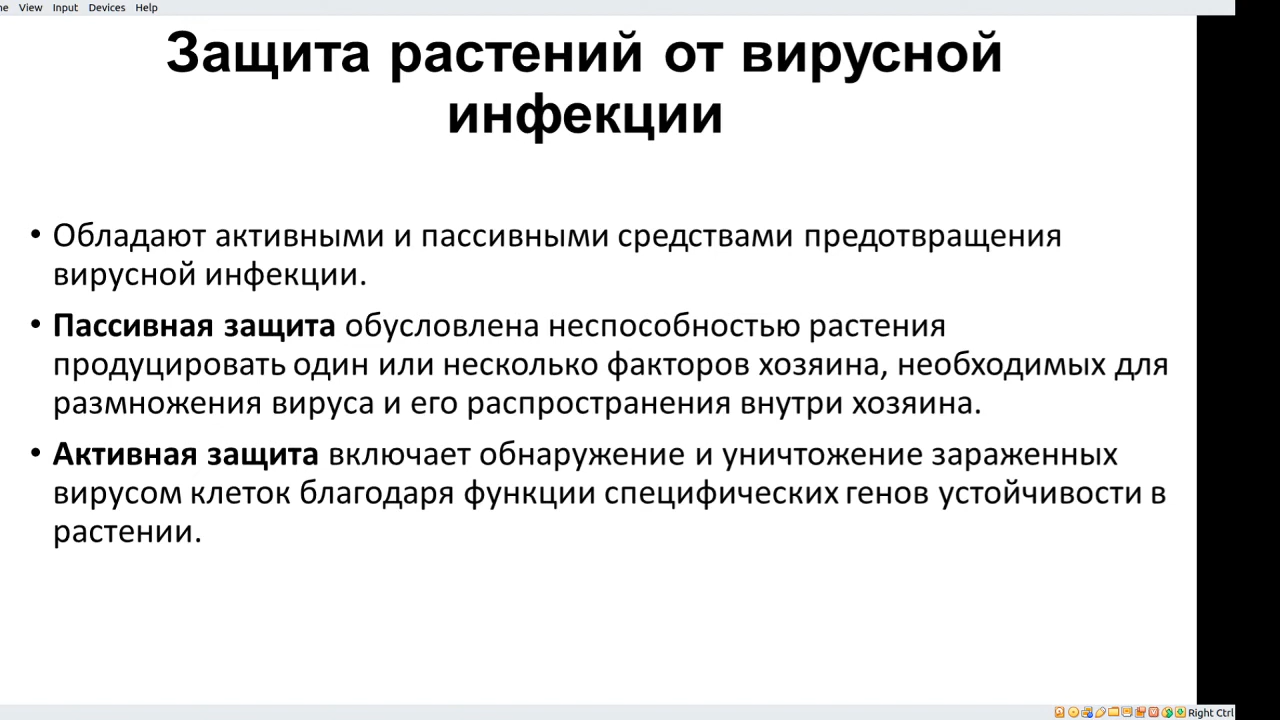 ne View Input Devices Help
Защита растений от вирусной
инфекции
• Обладают активными и пассивными средствами предотвращения
вирусной инфекции.
• Пассивная защита обусловлена неспособностью растения
продуцировать один или несколько факторов хозяина, необходимых для
размножения вируса и его распространения внутри хозяина.
• Активная защита включает обнаружение и уничтожение зараженных
вирусом клеток благодаря функции специфических генов устойчивости в
растении.
Right Ctrl